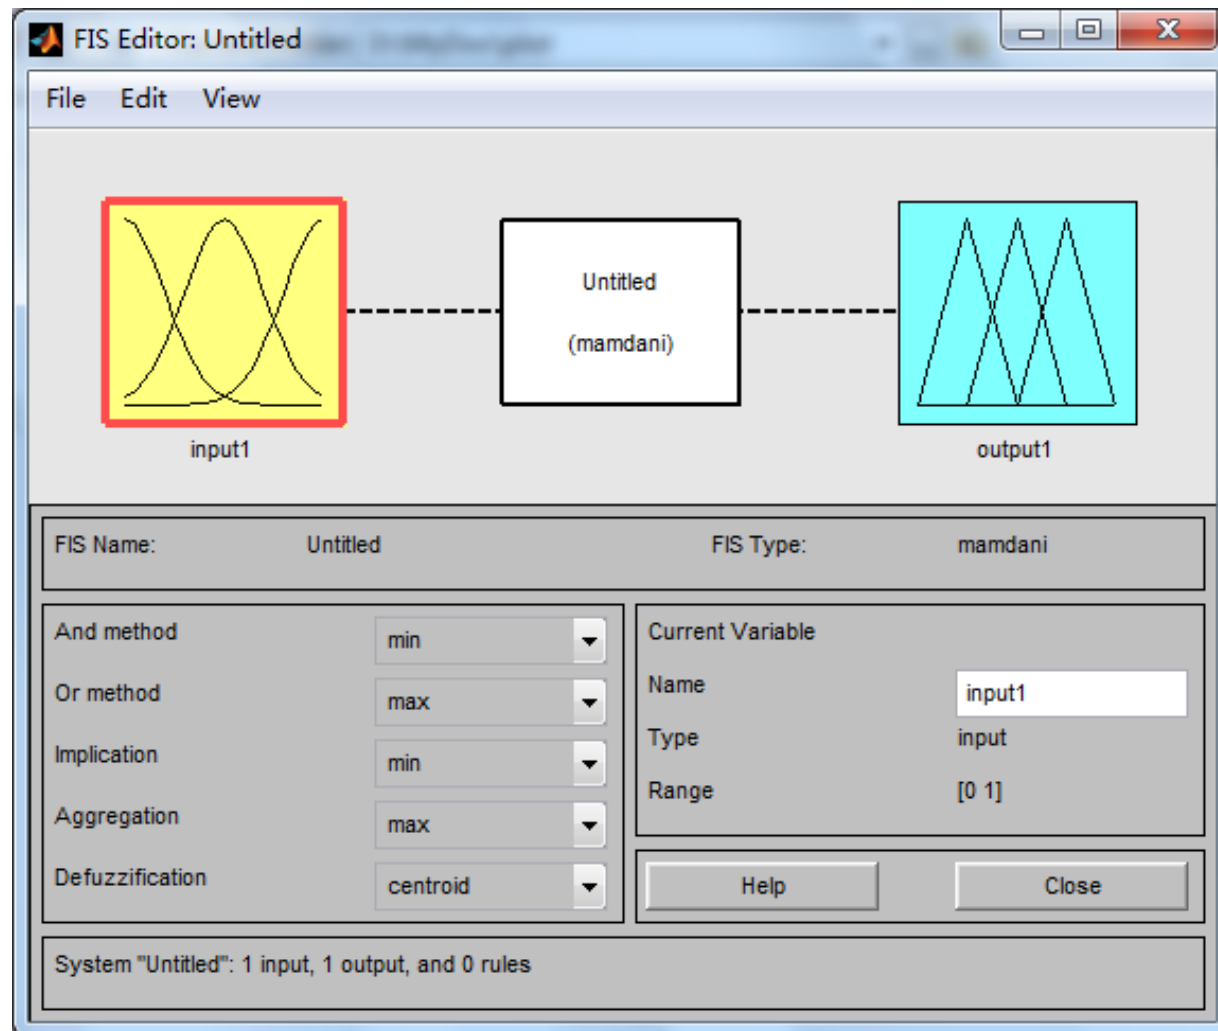 FIS Editor: Untitled
File Edit View
Untitled
(mamdani)
input1 output1
FIS Name: Untitled FIS Type: mamdani
And method min
Or method max
Implication min
Aggregation max
Defuzzification centroid
Current Variable
Name input1
Type input
Range [0 1]
Help Close
System "Untitled": 1 input, 1 output, and 0 rules